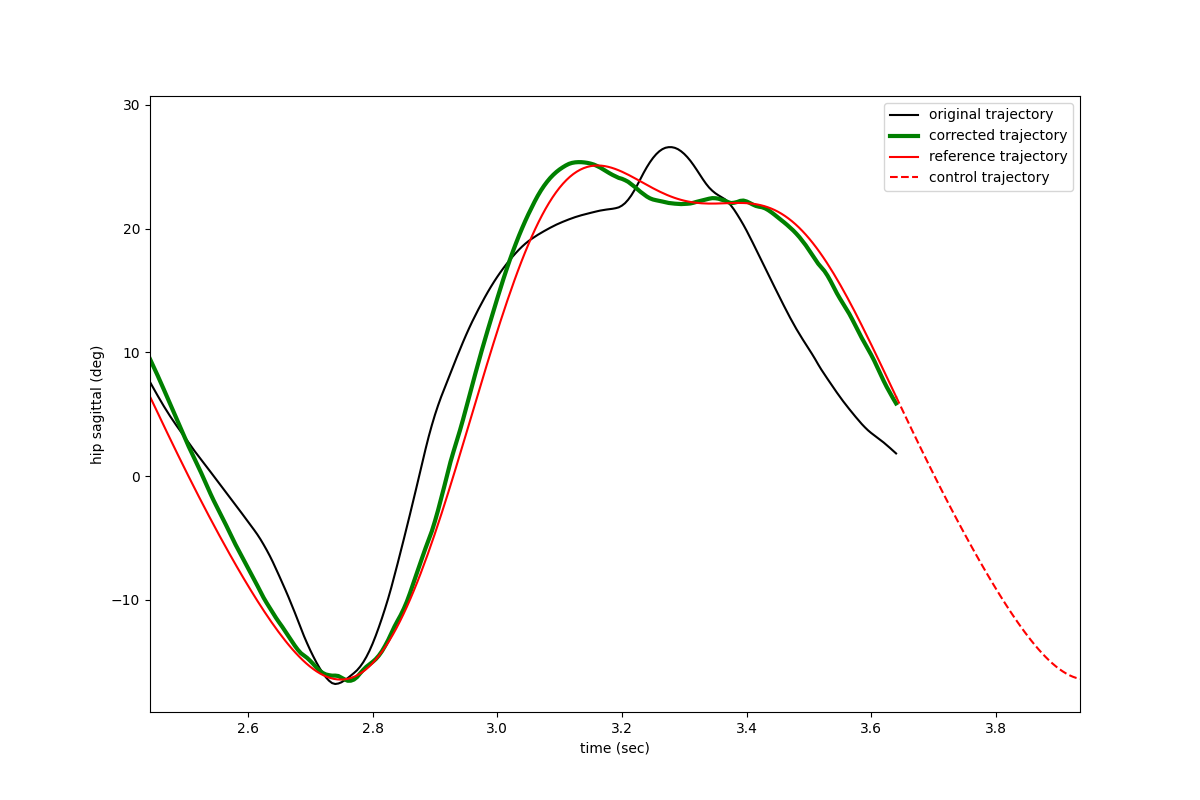 original trajectory
corrected trajectory
reference trajectory
control trajectory
30
20
10
0
−10
hip sagittal (deg)
2.6 2.8 3.0 3.2 3.4 3.6 3.8
time (sec)